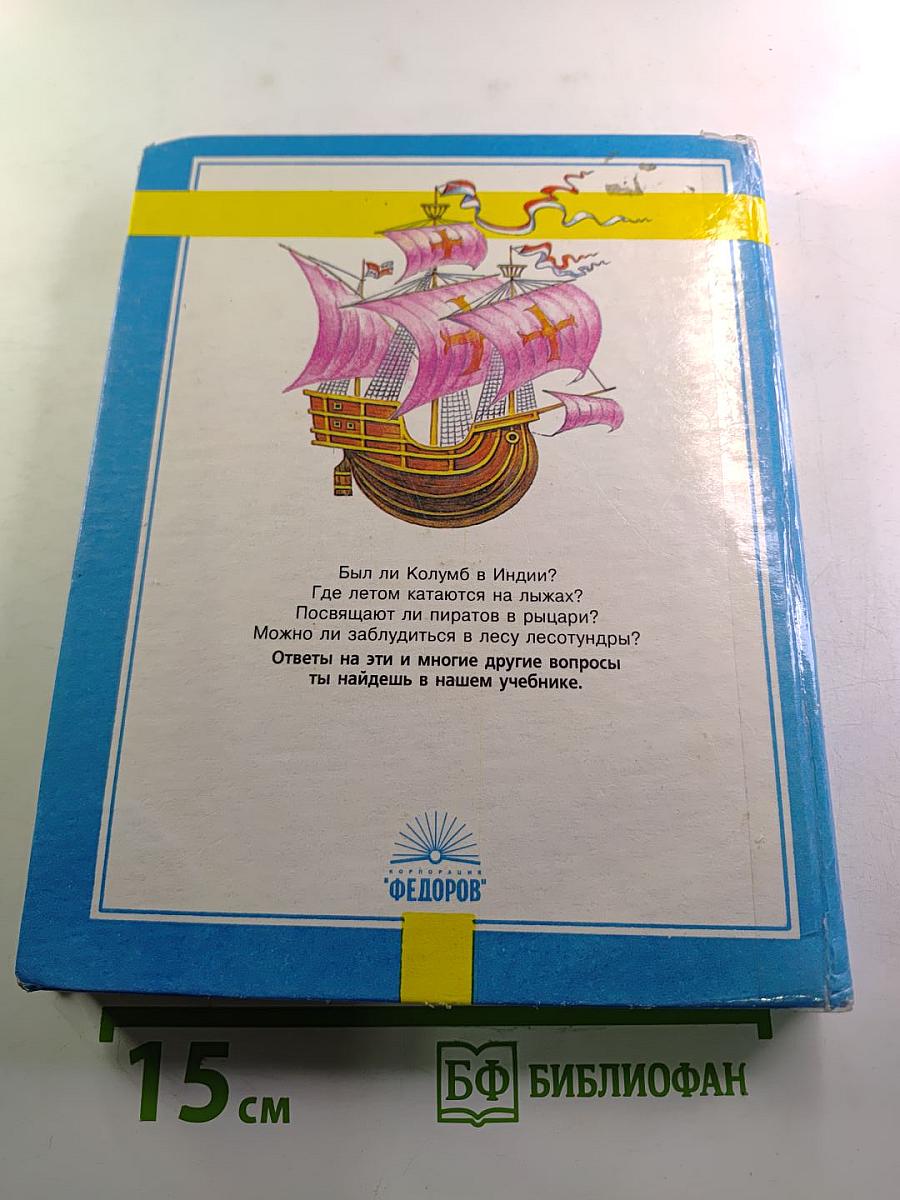 Был ли Колумб в Индии?
Где летом катаются на лыжах?
Посвящают ли пиратов в рыцари?
Можно ли заблудиться в лесу лесотундры?
Ответы на эти и многие другие вопросы
ты найдешь в нашем учебнике.
КОРПОРАЦИЯ
"ФЕДОРОВ"
15 см
БФ БИБЛИОФАН